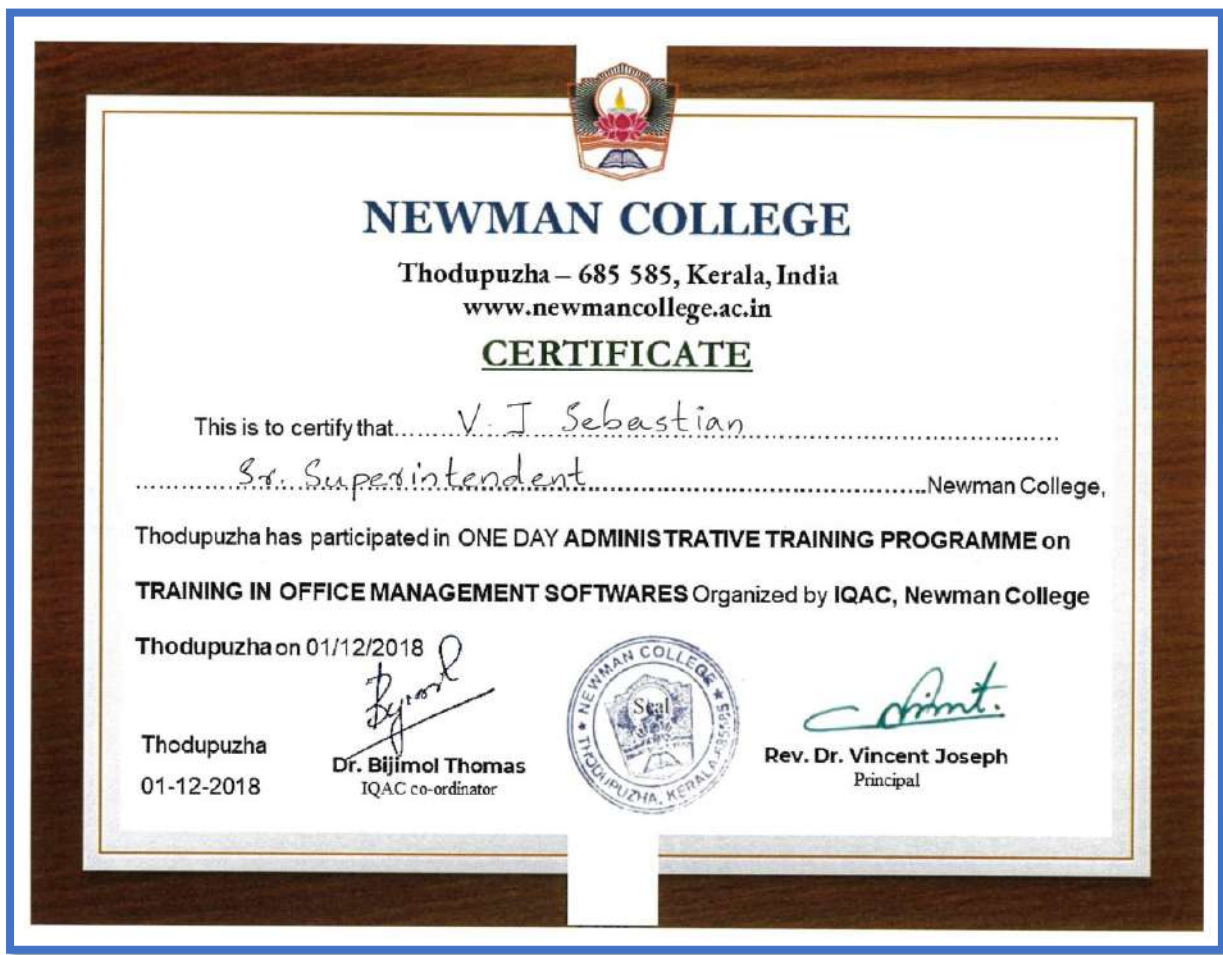 NEWMAN COLLEGE
Thodupuzha – 685 585, Kerala, India
www.newmancollege.ac.in
CERTIFICATE
This is to certify that........V. J Sebastian..........................................
................Sr. Superintendent..................................................Newman College,
Thodupuzha has participated in ONE DAY ADMINISTRATIVE TRAINING PROGRAMME on
TRAINING IN OFFICE MANAGEMENT SOFTWARES Organized by IQAC, Newman College
Thodupuzha on 01/12/2018
★ NEWMAN COLLEGE ★
THODUPUZHA, KERALA-685585
Seal
Thodupuzha
01-12-2018
Dr. Bijimol Thomas
IQAC co-ordinator
Rev. Dr. Vincent Joseph
Principal